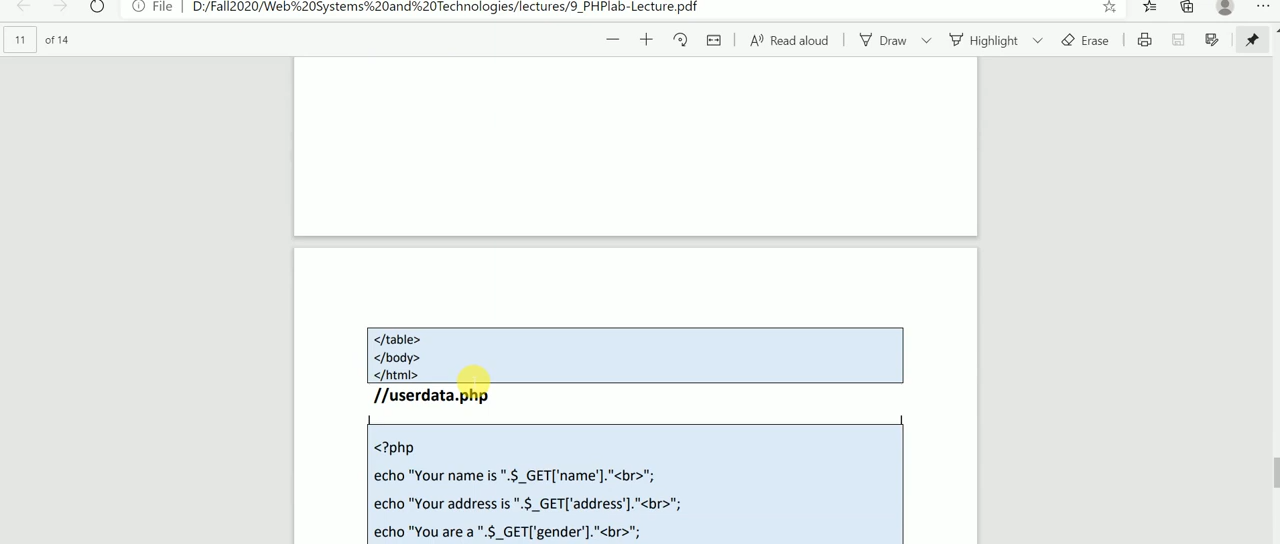 File D:/Fall2020/Web%20Systems%20and%20Technologies/lectures/9_PHPlab-Lecture.pdf
11 of 14 Read aloud Draw Highlight Erase
</table>
</body>
</html>
//userdata.php
<?php
echo "Your name is ".$_GET['name']."<br>";
echo "Your address is ".$_GET['address']."<br>";
echo "You are a ".$_GET['gender']."<br>";